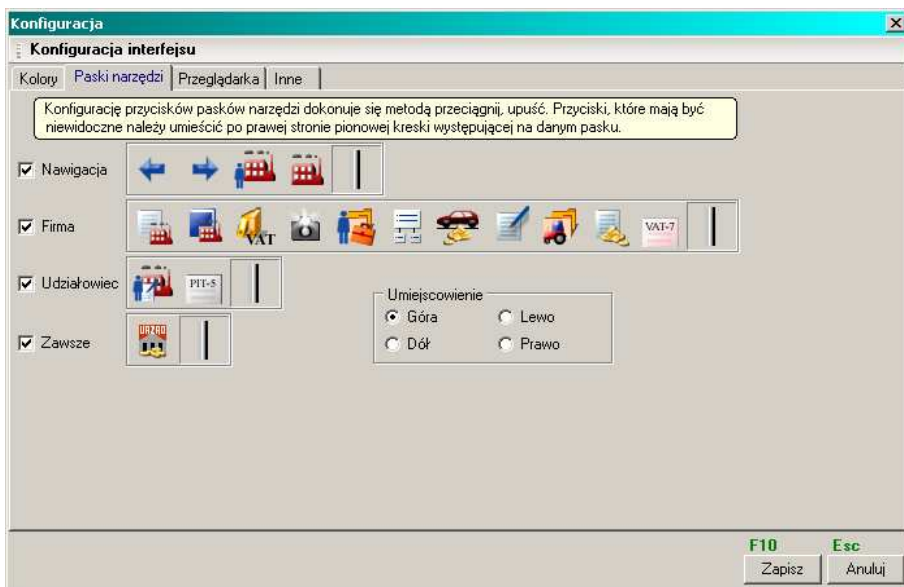 Konfiguracja
Konfiguracja interfejsu
Kolory Paski narzędzi Przeglądarka Inne
Konfigurację przycisków pasków narzędzi dokonuje się metodą przeciągnij, upuść. Przyciski, które mają być
niewidoczne należy umieścić po prawej stronie pionowej kreski występującej na danym pasku.
Nawigacja
Firma VAT VAT-7
Udziałowiec PIT-5
Umiejscowienie
Góra Lewo
Zawsze URZĄD Dół Prawo
F10 Esc
Zapisz Anuluj